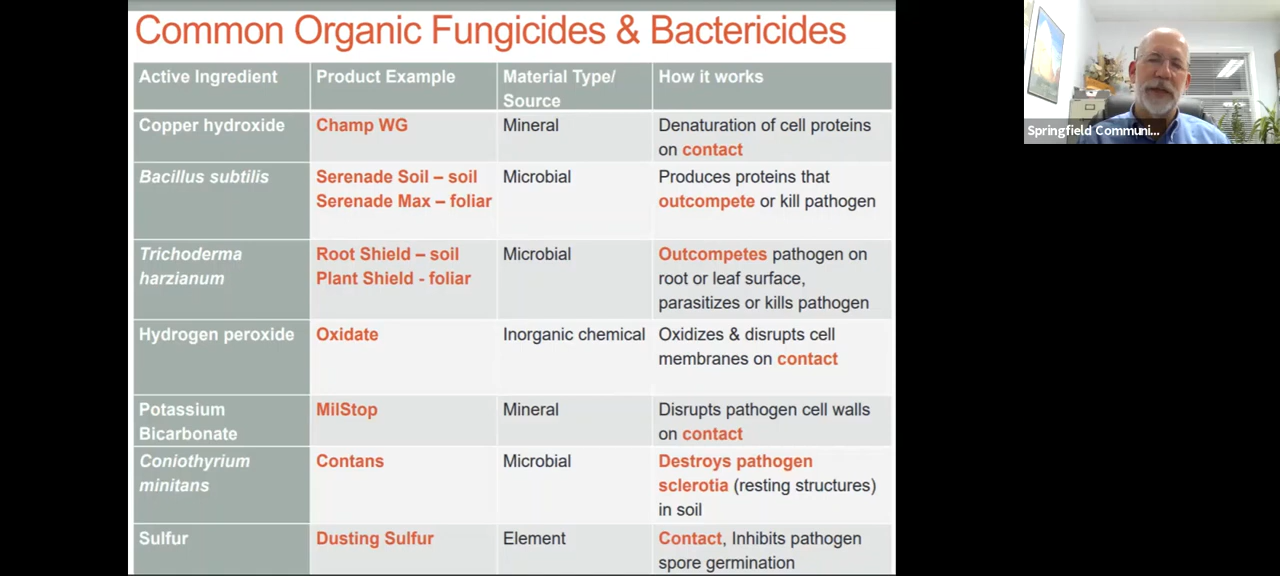 Common Organic Fungicides & Bactericides
Active Ingredient
Product Example
Material Type/
Source
How it works
Copper hydroxide
Champ WG
Mineral
Denaturation of cell proteins
on contact
Bacillus subtilis
Serenade Soil – soil
Serenade Max – foliar
Microbial
Produces proteins that
outcompete or kill pathogen
Trichoderma
harzianum
Root Shield – soil
Plant Shield - foliar
Microbial
Outcompetes pathogen on
root or leaf surface,
parasitizes or kills pathogen
Hydrogen peroxide
Oxidate
Inorganic chemical
Oxidizes & disrupts cell
membranes on contact
Potassium
Bicarbonate
MilStop
Mineral
Disrupts pathogen cell walls
on contact
Coniothyrium
minitans
Contans
Microbial
Destroys pathogen
sclerotia (resting structures)
in soil
Sulfur
Dusting Sulfur
Element
Contact, Inhibits pathogen
spore germination
Springfield Communi...